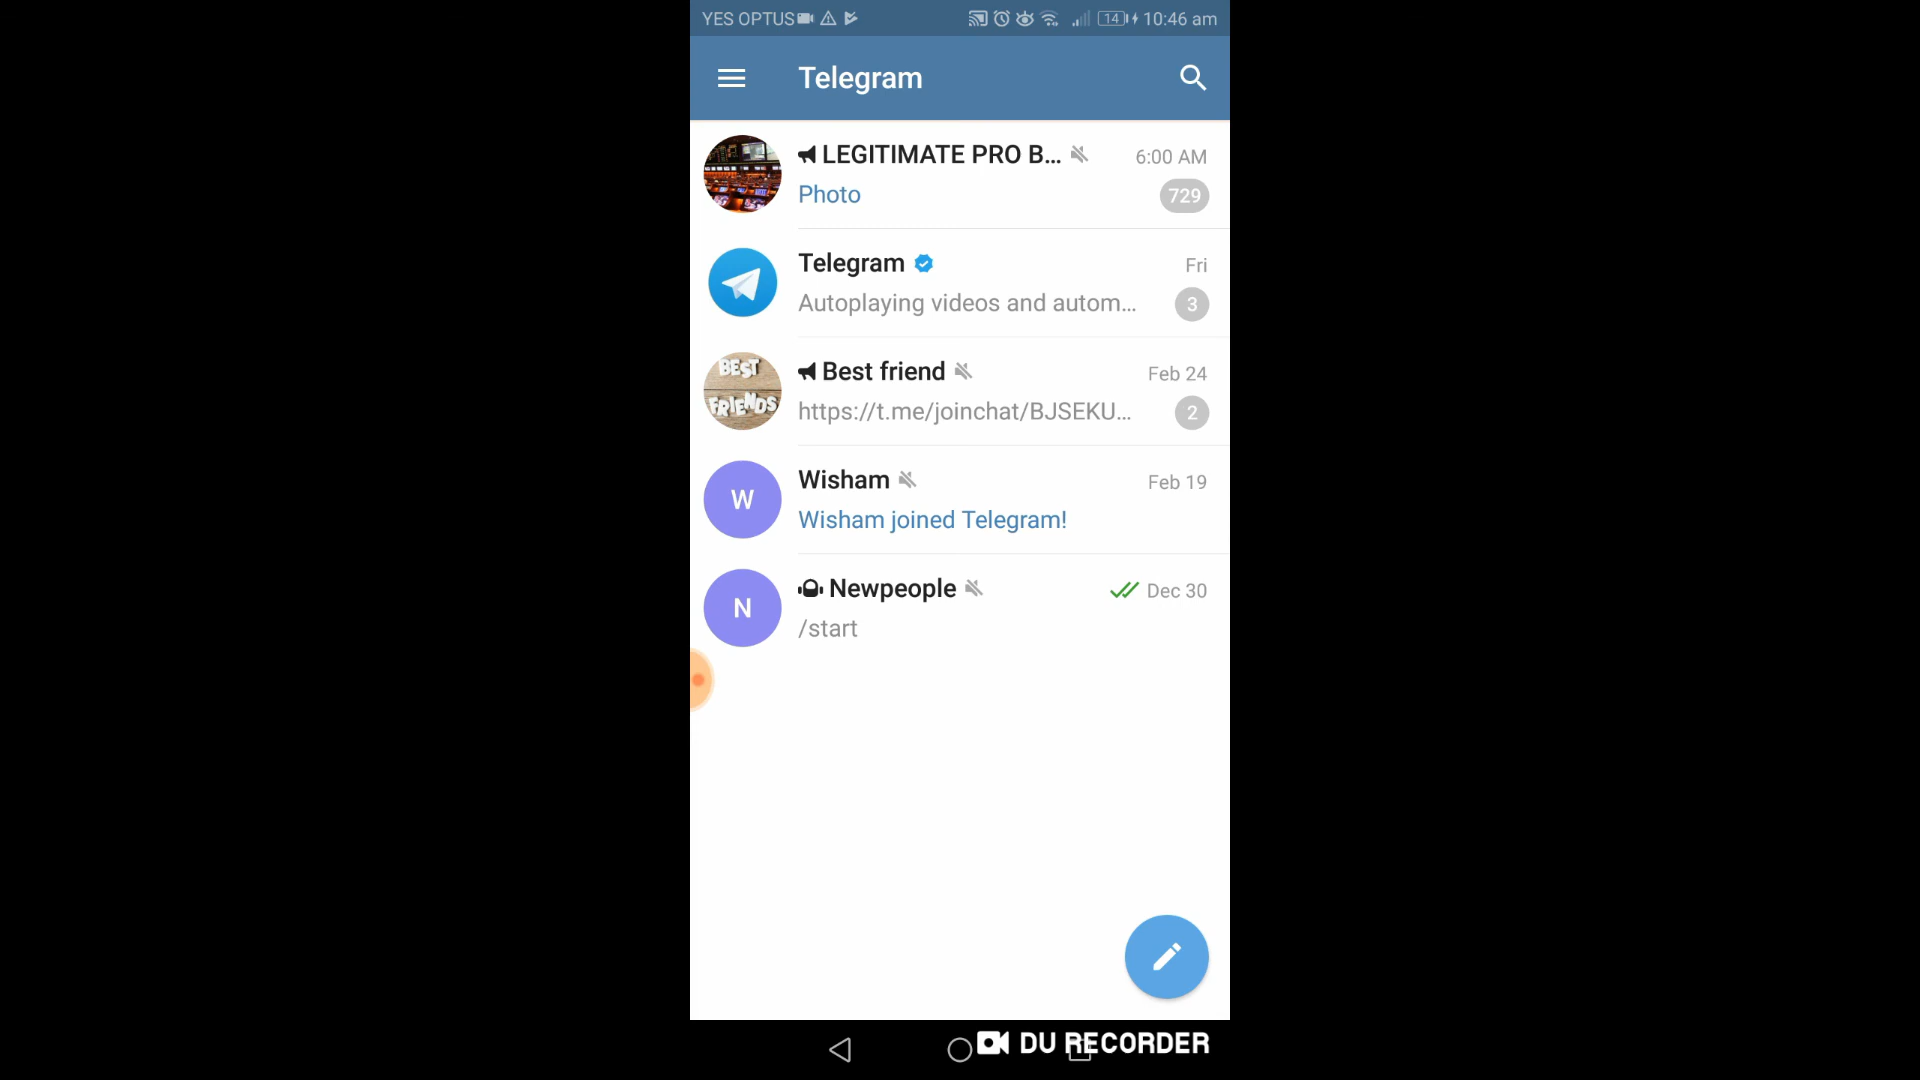 YES OPTUS 14 10:46 am
Telegram
LEGITIMATE PRO B... 6:00 AM
Photo 729
Telegram Fri
Autoplaying videos and autom... 3
BEST
FRIENDS
Best friend Feb 24
https://t.me/joinchat/BJSEKU... 2
W
Wisham Feb 19
Wisham joined Telegram!
N
Newpeople Dec 30
/start
DU RECORDER